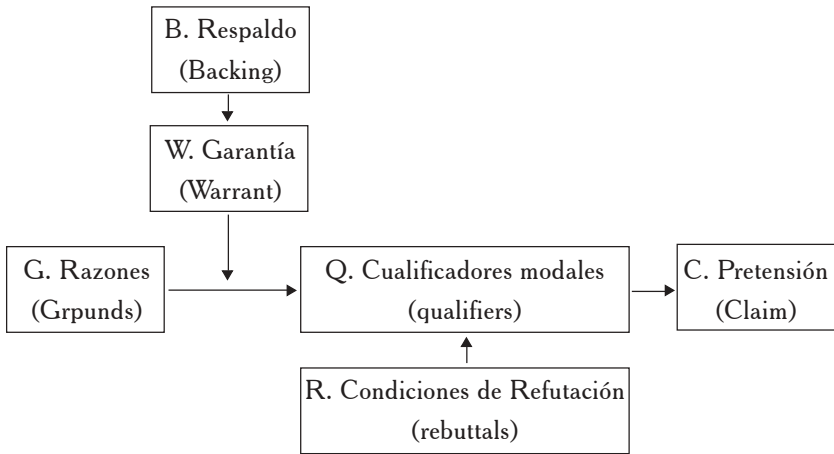 B. Respaldo
(Backing)
W. Garantía
(Warrant)
G. Razones
(Grpunds)
Q. Cualificadores modales
(qualifiers)
C. Pretensión
(Claim)
R. Condiciones de Refutación
(rebuttals)